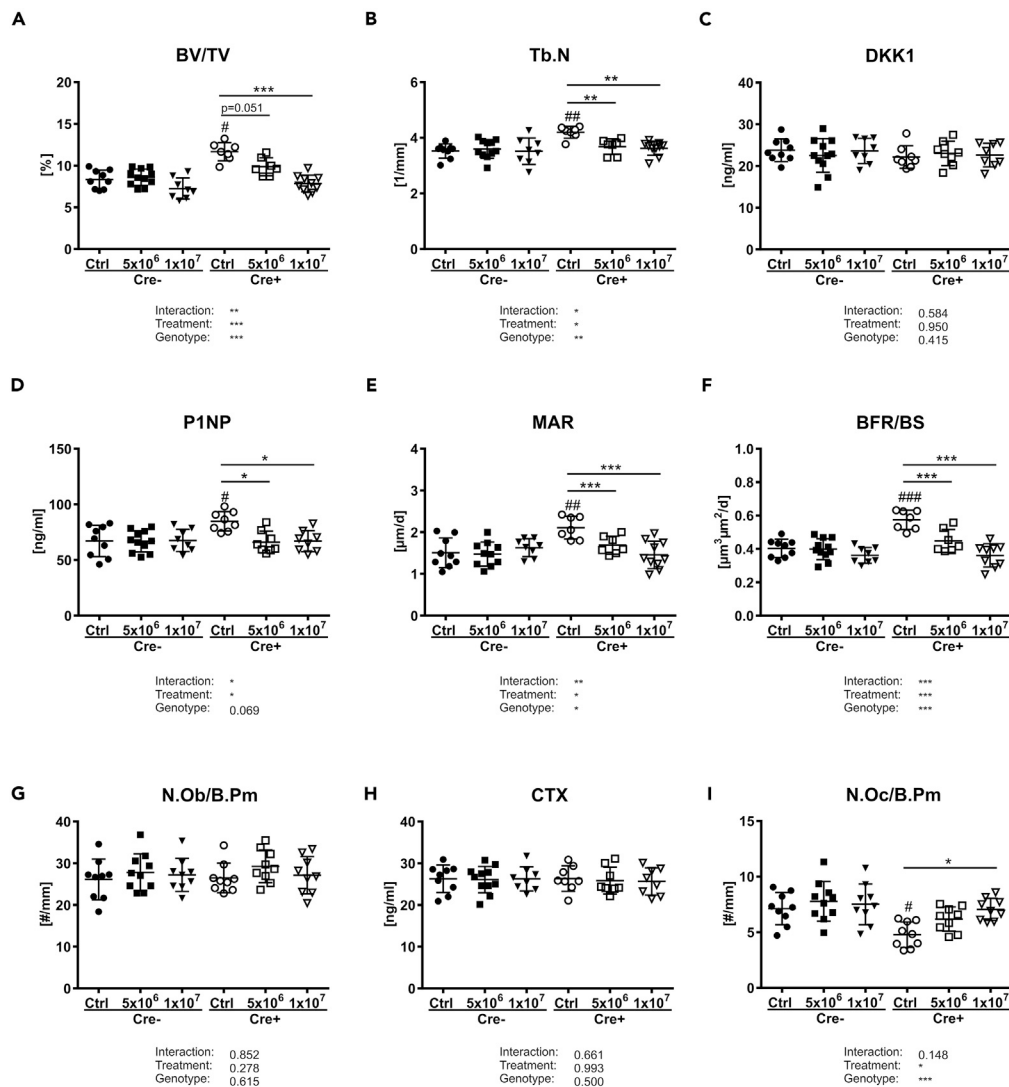 A
BV/TV
[%]
20
15
10
5
0
***
p=0.051
#
Ctrl 5x10⁶ 1x10⁷ Ctrl 5x10⁶ 1x10⁷
Cre- Cre+
Interaction: **
Treatment: ***
Genotype: ***
B
Tb.N
[1/mm]
6
4
2
0
**
**
##
Ctrl 5x10⁶ 1x10⁷ Ctrl 5x10⁶ 1x10⁷
Cre- Cre+
Interaction: *
Treatment: *
Genotype: **
C
DKK1
[ng/ml]
40
30
20
10
0
Ctrl 5x10⁶ 1x10⁷ Ctrl 5x10⁶ 1x10⁷
Cre- Cre+
Interaction: 0.584
Treatment: 0.950
Genotype: 0.415
D
P1NP
[ng/ml]
150
100
50
0
*
*
#
Ctrl 5x10⁶ 1x10⁷ Ctrl 5x10⁶ 1x10⁷
Cre- Cre+
Interaction: *
Treatment: *
Genotype: 0.069
E
MAR
[µm/d]
4
3
2
1
0
***
***
##
Ctrl 5x10⁶ 1x10⁷ Ctrl 5x10⁶ 1x10⁷
Cre- Cre+
Interaction: **
Treatment: *
Genotype: *
F
BFR/BS
[µm³µm²/d]
1.0
0.8
0.6
0.4
0.2
0.0
***
***
###
Ctrl 5x10⁶ 1x10⁷ Ctrl 5x10⁶ 1x10⁷
Cre- Cre+
Interaction: ***
Treatment: ***
Genotype: ***
G
N.Ob/B.Pm
[#/mm]
40
30
20
10
0
Ctrl 5x10⁶ 1x10⁷ Ctrl 5x10⁶ 1x10⁷
Cre- Cre+
Interaction: 0.852
Treatment: 0.278
Genotype: 0.615
H
CTX
[ng/ml]
40
30
20
10
0
Ctrl 5x10⁶ 1x10⁷ Ctrl 5x10⁶ 1x10⁷
Cre- Cre+
Interaction: 0.661
Treatment: 0.993
Genotype: 0.500
I
N.Oc/B.Pm
[#/mm]
15
10
5
0
*
#
Ctrl 5x10⁶ 1x10⁷ Ctrl 5x10⁶ 1x10⁷
Cre- Cre+
Interaction: 0.148
Treatment: *
Genotype: ***